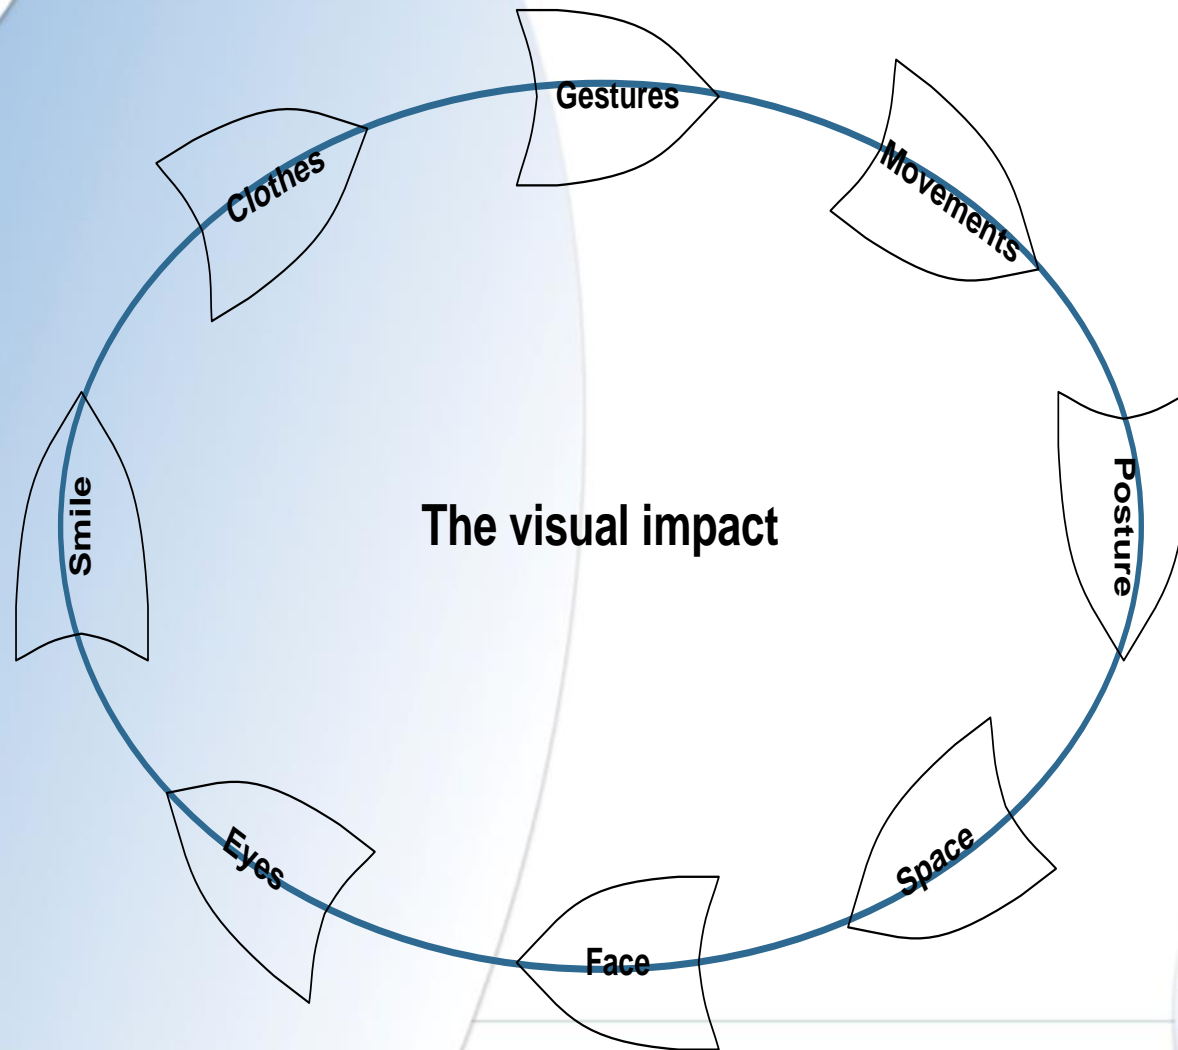 Gestures
Movements
Clothes
Posture
Smile
The visual impact
Space
Eyes
Face